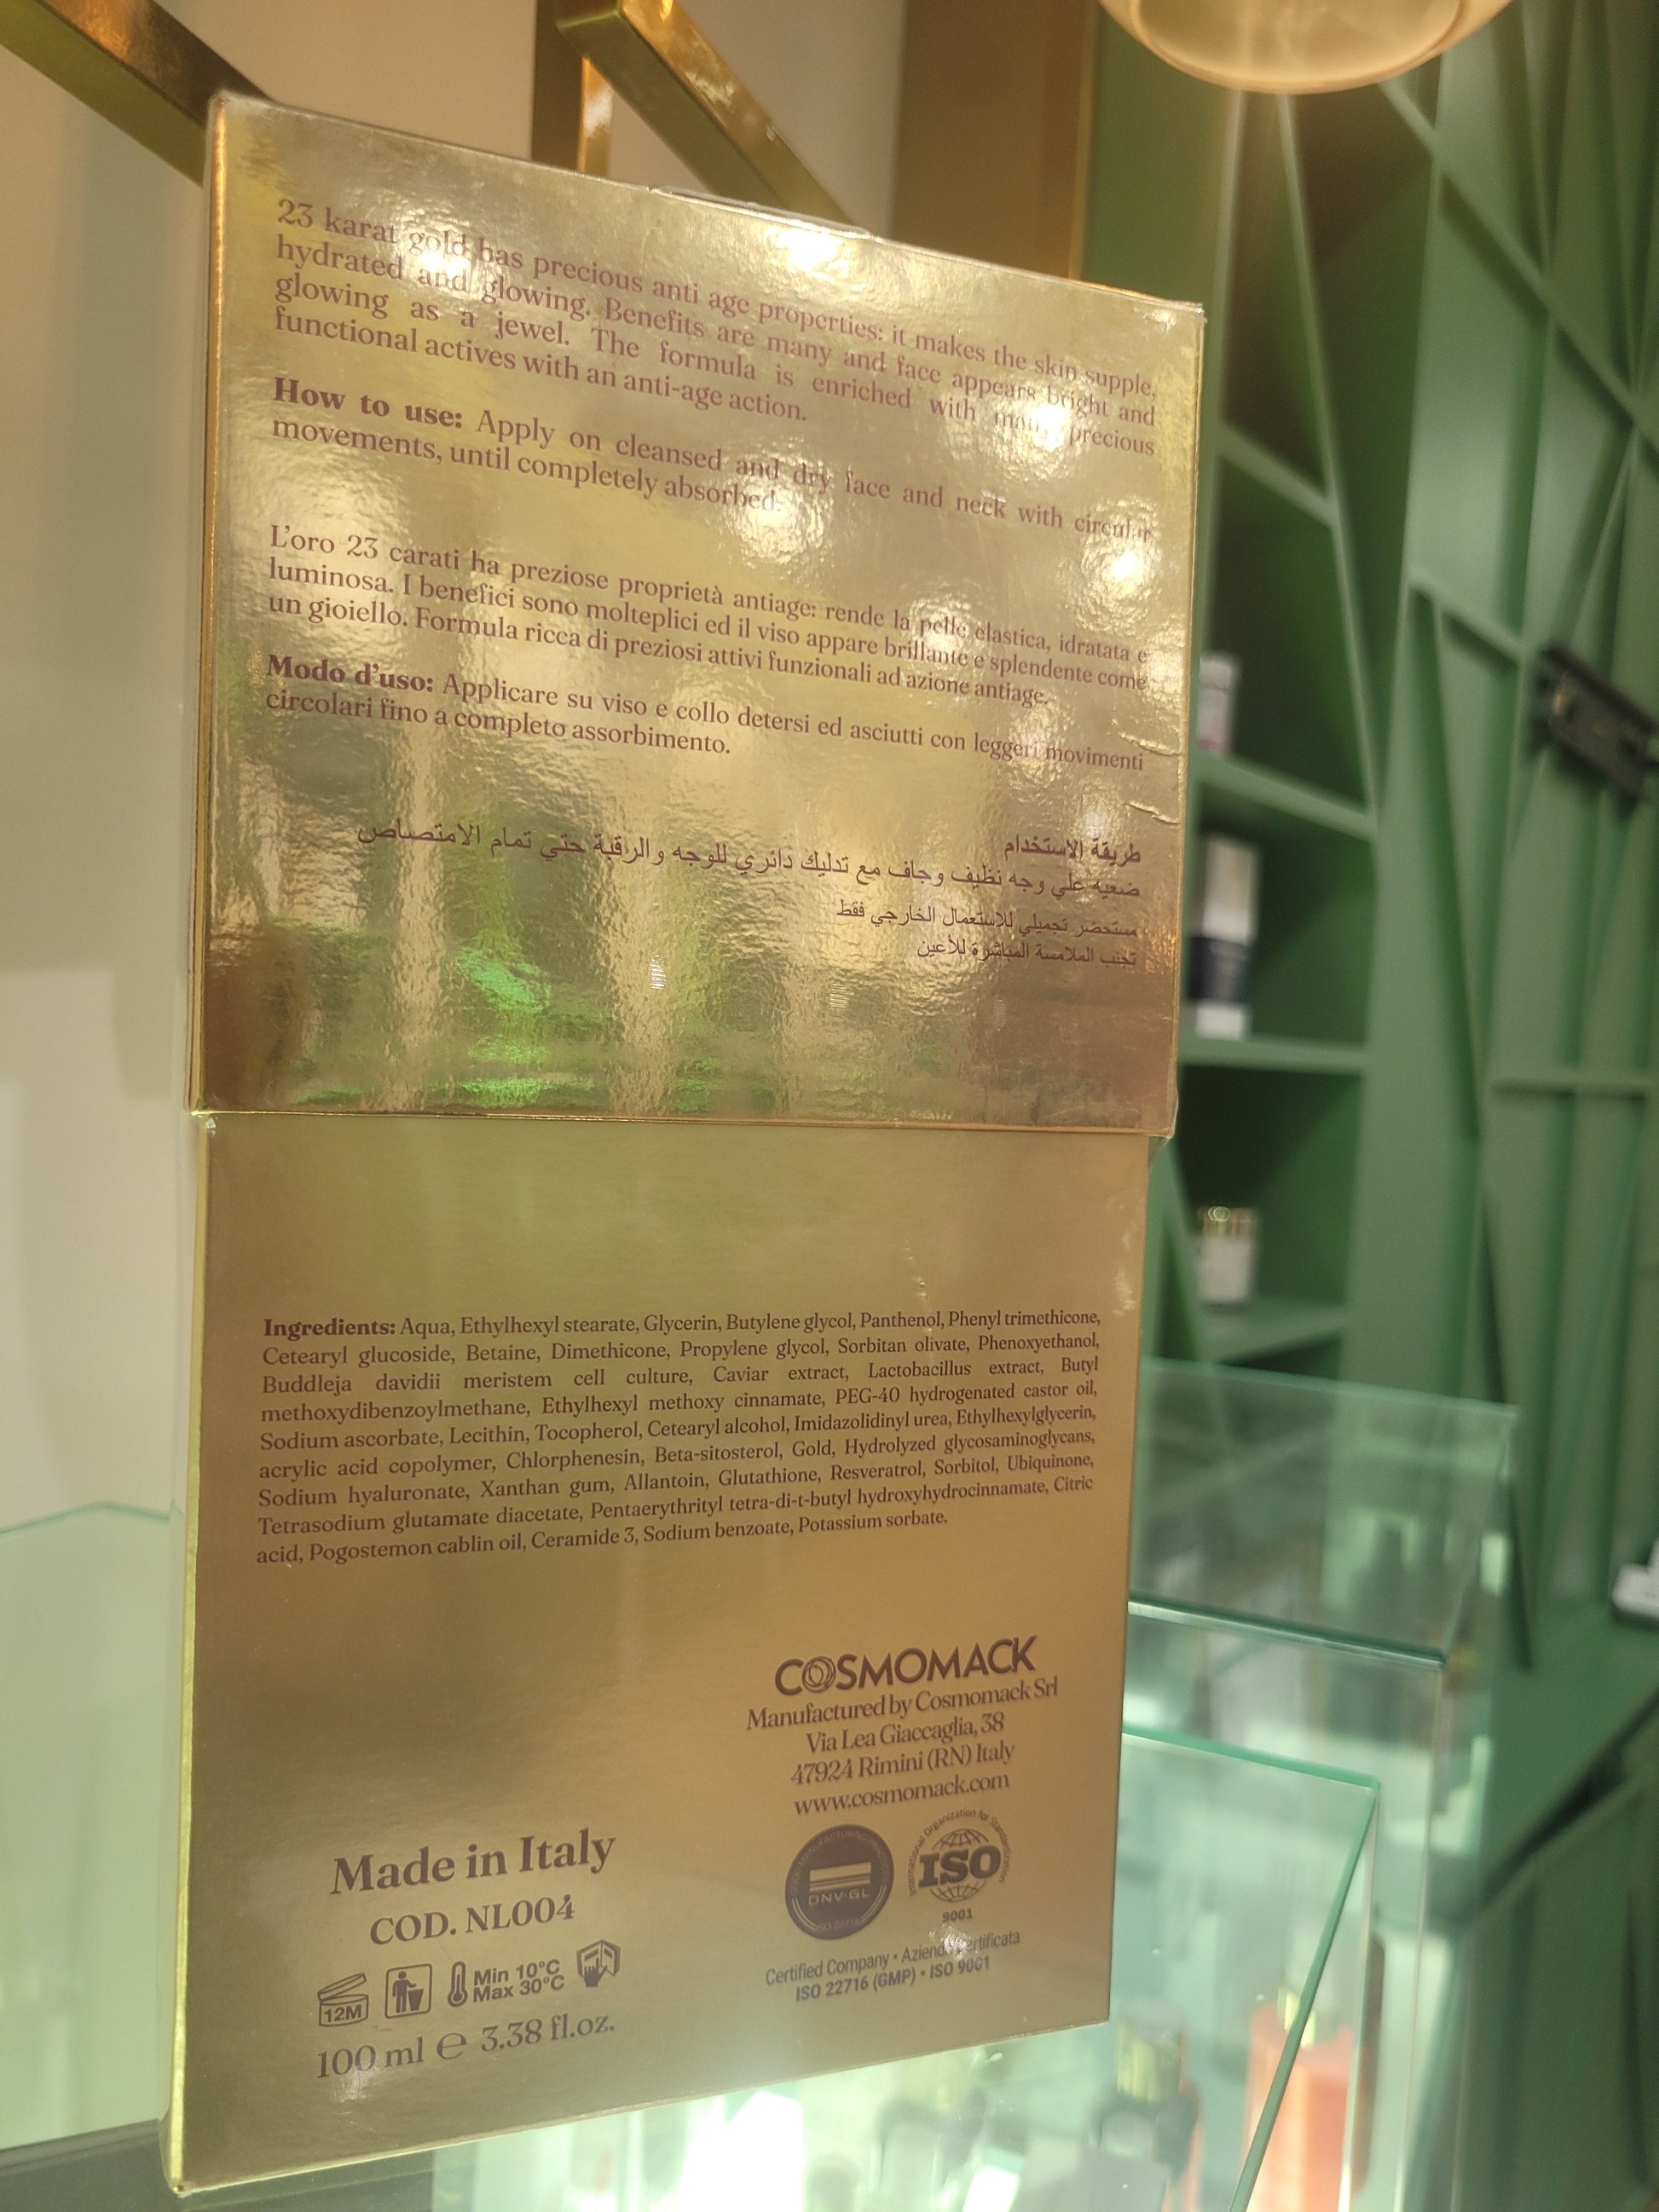 23 karat gold has precious anti age properties: it makes the skin supple,
hydrated and glowing. Benefits are many and face appears bright and
glowing as a jewel. The formula is enriched with many precious
functional actives with an anti-age action.
How to use: Apply on cleansed and dry face and neck with circular
movements, until completely absorbed.
L'oro 23 carati ha preziose proprietà antiage: rende la pelle elastica, idratata e
luminosa. I benefici sono molteplici ed il viso appare brillante e splendente come
un gioiello. Formula ricca di preziosi attivi funzionali ad azione antiage.
Modo d'uso: Applicare su viso e collo detersi ed asciutti con leggeri movimenti
circolari fino a completo assorbimento.
طريقة الاستخدام
ضعيه علي وجه نظيف وجاف مع تدليك دائري للوجه والرقبة حتي تمام الامتصاص
مستحضر تجميلي للاستعمال الخارجي فقط
تجنب الملامسة المباشرة للأعين
Ingredients: Aqua, Ethylhexyl stearate, Glycerin, Butylene glycol, Panthenol, Phenyl trimethicone,
Cetearyl glucoside, Betaine, Dimethicone, Propylene glycol, Sorbitan olivate, Phenoxyethanol,
Buddleja davidii meristem cell culture, Caviar extract, Lactobacillus extract, Butyl
methoxydibenzoylmethane, Ethylhexyl methoxy cinnamate, PEG-40 hydrogenated castor oil,
Sodium ascorbate, Lecithin, Tocopherol, Cetearyl alcohol, Imidazolidinyl urea, Ethylhexylglycerin,
acrylic acid copolymer, Chlorphenesin, Beta-sitosterol, Gold, Hydrolyzed glycosaminoglycans,
Sodium hyaluronate, Xanthan gum, Allantoin, Glutathione, Resveratrol, Sorbitol, Ubiquinone,
Tetrasodium glutamate diacetate, Pentaerythrityl tetra-di-t-butyl hydroxyhydrocinnamate, Citric
acid, Pogostemon cablin oil, Ceramide 3, Sodium benzoate, Potassium sorbate.
COSMOMACK
Manufactured by Cosmomack Srl
Via Lea Giaccaglia, 38
47924 Rimini (RN) Italy
www.cosmomack.com
DNV·GL
International Organization for Standardization
ISO
9001
Certified Company • Azienda Certificata
ISO 22716 (GMP) • ISO 9001
Made in Italy
COD. NL004
12M
Min 10°C
Max 30°C
100 ml e 3.38 fl.oz.